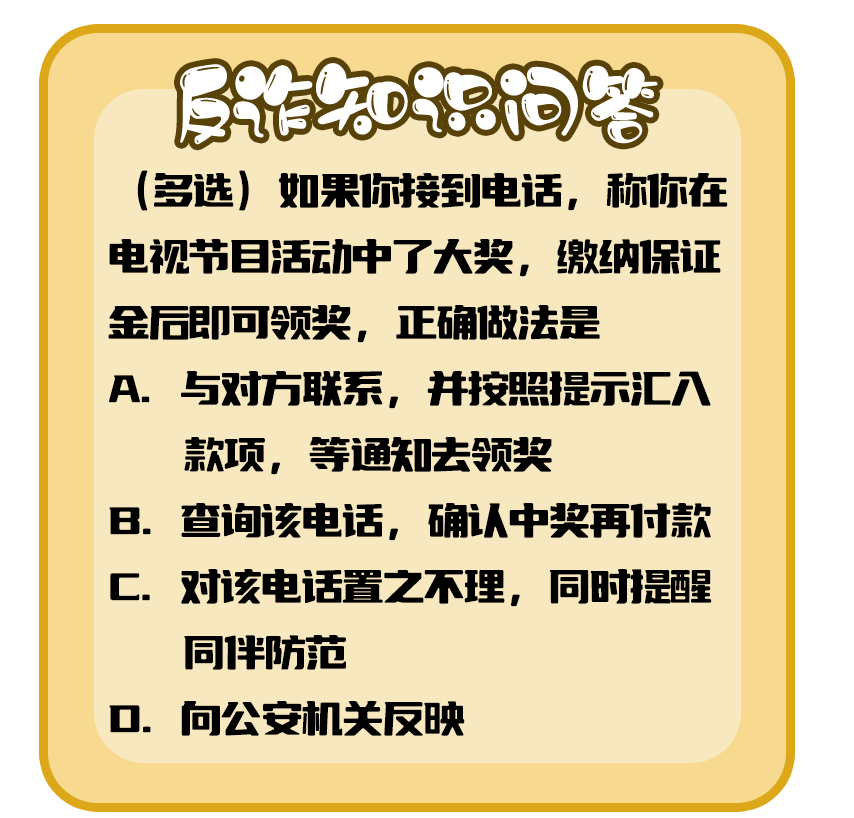 反诈知识问答
（多选）如果你接到电话，称你在
电视节目活动中了大奖，缴纳保证
金后即可领奖，正确做法是
A. 与对方联系，并按照提示汇入
款项，等通知去领奖
B. 查询该电话，确认中奖再付款
C. 对该电话置之不理，同时提醒
同伴防范
D. 向公安机关反映